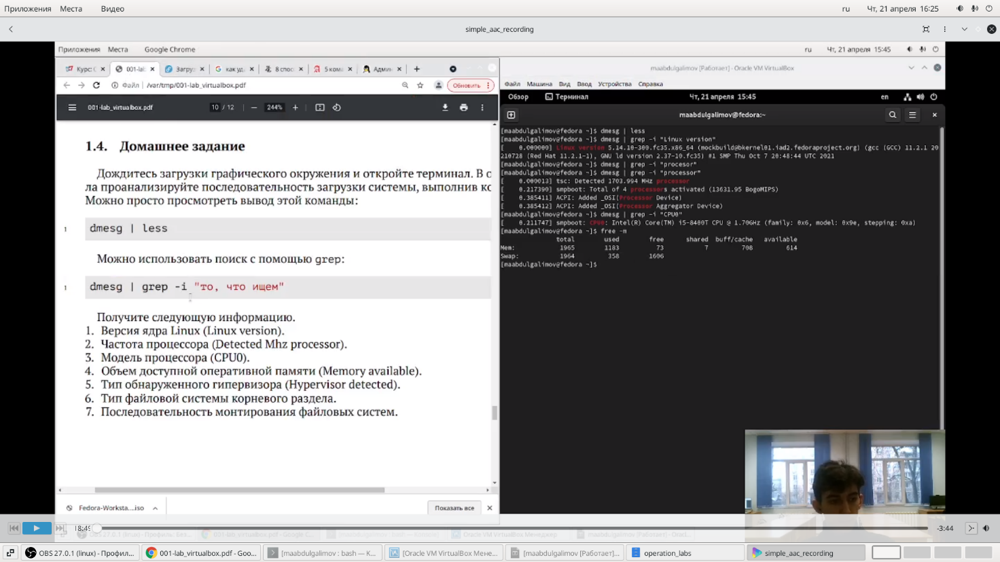 Приложения Места Видео ru Чт, 21 апреля 16:25
simple_aac_recording
Приложения Места Google Chrome ru Чт, 21 апреля 15:45
Курс: С 001-lab Загруз G как уд 8 спос 5 кома Админ
Файл /var/tmp/001-lab_virtualbox.pdf Обновить
001-lab_virtualbox.pdf 10 / 12 244%
1.4. Домашнее задание
Дождитесь загрузки графического окружения и откройте терминал. В о
ла проанализируйте последовательность загрузки системы, выполнив ко
Можно просто просмотреть вывод этой команды:
1 dmesg | less
Можно использовать поиск с помощью grep:
1 dmesg | grep -i "то, что ищем"
Получите следующую информацию.
1. Версия ядра Linux (Linux version).
2. Частота процессора (Detected Mhz processor).
3. Модель процессора (CPU0).
4. Объем доступной оперативной памяти (Memory available).
5. Тип обнаруженного гипервизора (Hypervisor detected).
6. Тип файловой системы корневого раздела.
7. Последовательность монтирования файловых систем.
Fedora-Worksta....iso Показать все
maabdulgalimov [Работает] - Oracle VM VirtualBox
Файл Машина Вид Ввод Устройства Справка
Обзор Терминал Чт, 21 апреля 15:45 en
maabdulgalimov@fedora:~
[maabdulgalimov@fedora ~]$ dmesg | less
[maabdulgalimov@fedora ~]$ dmesg | grep -i "Linux version"
[ 0.000000] Linux version 5.14.10-300.fc35.x86_64 (mockbuild@bkernel01.iad2.fedoraproject.org) (gcc (GCC) 11.2.1 20
210728 (Red Hat 11.2.1-1), GNU ld version 2.37-10.fc35) #1 SMP Thu Oct 7 20:48:44 UTC 2021
[maabdulgalimov@fedora ~]$ dmesg | grep -i "procesor"
[maabdulgalimov@fedora ~]$ dmesg | grep -i "processor"
[ 0.000013] tsc: Detected 1703.994 MHz processor
[ 0.217390] smpboot: Total of 4 processors activated (13631.95 BogoMIPS)
[ 0.385411] ACPI: Added _OSI(Processor Device)
[ 0.385412] ACPI: Added _OSI(Processor Aggregator Device)
[maabdulgalimov@fedora ~]$ dmesg | grep -i "CPU0"
[ 0.211747] smpboot: CPU0: Intel(R) Core(TM) i5-8400T CPU @ 1.70GHz (family: 0x6, model: 0x9e, stepping: 0xa)
[maabdulgalimov@fedora ~]$ free -m
total used free shared buff/cache available
Mem: 1965 1183 73 7 708 614
Swap: 1964 358 1606
[maabdulgalimov@fedora ~]$
18:49 -3:44
OBS 27.0.1 (linux) - Профил... 001-lab_virtualbox.pdf - Goo... [maabdulgalimov : bash — K... [Oracle VM VirtualBox Мене... [maabdulgalimov [Работает]... operation_labs simple_aac_recording